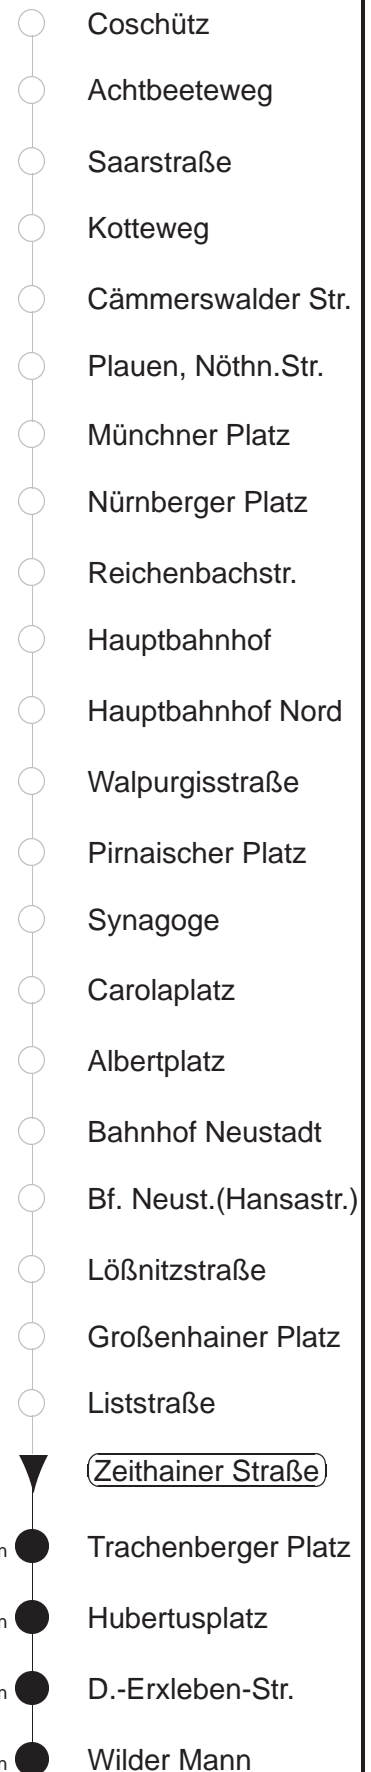 Coschütz
Achtbeeteweg
Saarstraße
Kotteweg
Cämmerswalder Str.
Plauen, Nöthn.Str.
Münchner Platz
Nürnberger Platz
Reichenbachstr.
Hauptbahnhof
Hauptbahnhof Nord
Walpurgisstraße
Pirnaischer Platz
Synagoge
Carolaplatz
Albertplatz
Bahnhof Neustadt
Bf. Neust.(Hansastr.)
Lößnitzstraße
Großenhainer Platz
Liststraße
Zeithainer Straße
Trachenberger Platz
Hubertusplatz
D.-Erxleben-Str.
Wilder Mann